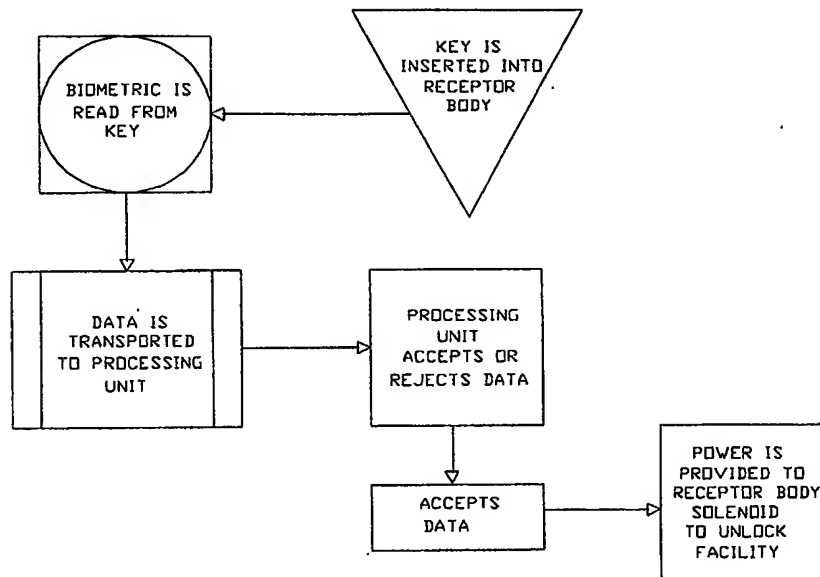 KEY IS
INSERTED INTO
RECEPTOR
BODY
BIOMETRIC IS
READ FROM
KEY
DATA IS
TRANSPORTED
TO PROCESSING
UNIT
PROCESSING
UNIT
ACCEPTS OR
REJECTS DATA
ACCEPTS
DATA
POWER IS
PROVIDED TO
RECEPTOR BODY
SOLENOID
TO UNLOCK
FACILITY